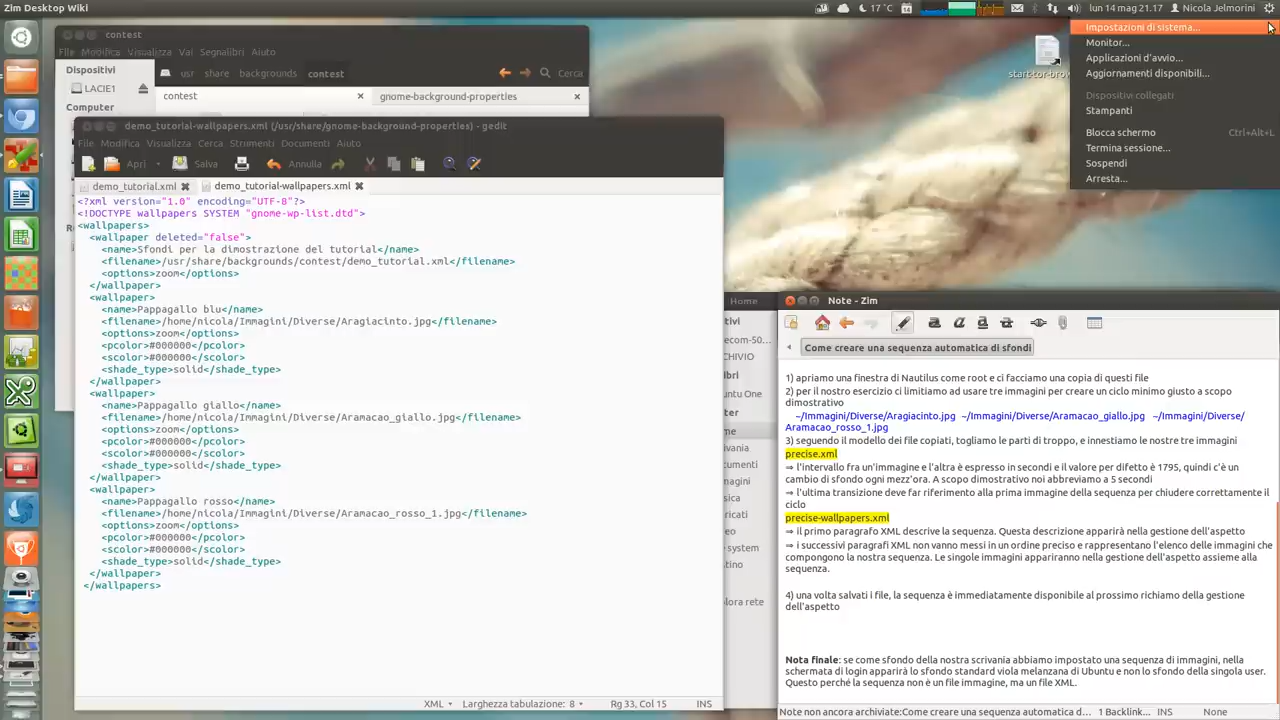 Zim Desktop Wiki
17 °C
lun 14 mag 21.17
Nicola Jelmorini
Impostazioni di sistema...
Monitor...
Applicazioni d'avvio...
Aggiornamenti disponibili...
Dispositivi collegati
Stampanti
Blocca schermo Ctrl+Alt+L
Termina sessione...
Sospendi
Arresta...
contest
File Modifica Visualizza Vai Segnalibri Aiuto
Dispositivi
LACIE1
Computer
usr share backgrounds contest
Cerca
contest
gnome-background-properties
demo_tutorial-wallpapers.xml (/usr/share/gnome-background-properties) - gedit
File Modifica Visualizza Cerca Strumenti Documenti Aiuto
Apri Salva Annulla
demo_tutorial.xml
demo_tutorial-wallpapers.xml
<?xml version="1.0" encoding="UTF-8"?>
<!DOCTYPE wallpapers SYSTEM "gnome-wp-list.dtd">
<wallpapers>
<wallpaper deleted="false">
<name>Sfondi per la dimostrazione del tutorial</name>
<filename>/usr/share/backgrounds/contest/demo_tutorial.xml</filename>
<options>zoom</options>
</wallpaper>
<wallpaper>
<name>Pappagallo blu</name>
<filename>/home/nicola/Immagini/Diverse/Aragiacinto.jpg</filename>
<options>zoom</options>
<pcolor>#000000</pcolor>
<scolor>#000000</scolor>
<shade_type>solid</shade_type>
</wallpaper>
<wallpaper>
<name>Pappagallo giallo</name>
<filename>/home/nicola/Immagini/Diverse/Aramacao_giallo.jpg</filename>
<options>zoom</options>
<pcolor>#000000</pcolor>
<scolor>#000000</scolor>
<shade_type>solid</shade_type>
</wallpaper>
<wallpaper>
<name>Pappagallo rosso</name>
<filename>/home/nicola/Immagini/Diverse/Aramacao_rosso_1.jpg</filename>
<options>zoom</options>
<pcolor>#000000</pcolor>
<scolor>#000000</scolor>
<shade_type>solid</shade_type>
</wallpaper>
</wallpapers>
XML Larghezza tabulazione: 8 Rg 33, Col 15 INS
Home
Note - Zim
Come creare una sequenza automatica di sfondi
1) apriamo una finestra di Nautilus come root e ci facciamo una copia di questi file
2) per il nostro esercizio ci limitiamo ad usare tre immagini per creare un ciclo minimo giusto a scopo
dimostrativo
~/Immagini/Diverse/Aragiacinto.jpg ~/Immagini/Diverse/Aramacao_giallo.jpg ~/Immagini/Diverse/
Aramacao_rosso_1.jpg
3) seguendo il modello dei file copiati, togliamo le parti di troppo, e innestiamo le nostre tre immagini
precise.xml
⇒ l'intervallo fra un'immagine e l'altra è espresso in secondi e il valore per difetto è 1795, quindi c'è un
cambio di sfondo ogni mezz'ora. A scopo dimostrativo noi abbreviamo a 5 secondi
⇒ l'ultima transizione deve far riferimento alla prima immagine della sequenza per chiudere correttamente il
ciclo
precise-wallpapers.xml
⇒ il primo paragrafo XML descrive la sequenza. Questa descrizione apparirà nella gestione dell'aspetto
⇒ i successivi paragrafi XML non vanno messi in un ordine preciso e rappresentano l'elenco delle immagini che
compongono la nostra sequenza. Le singole immagini appariranno nella gestione dell'aspetto assieme alla
sequenza.
4) una volta salvati i file, la sequenza è immediatamente disponibile al prossimo richiamo della gestione
dell'aspetto
Nota finale: se come sfondo della nostra scrivania abbiamo impostato una sequenza di immagini, nella
schermata di login apparirà lo sfondo standard viola melanzana di Ubuntu e non lo sfondo della singola user.
Questo perché la sequenza non è un file immagine, ma un file XML.
Note non ancora archiviate:Come creare una sequenza automatica d... 1 Backlink... INS None